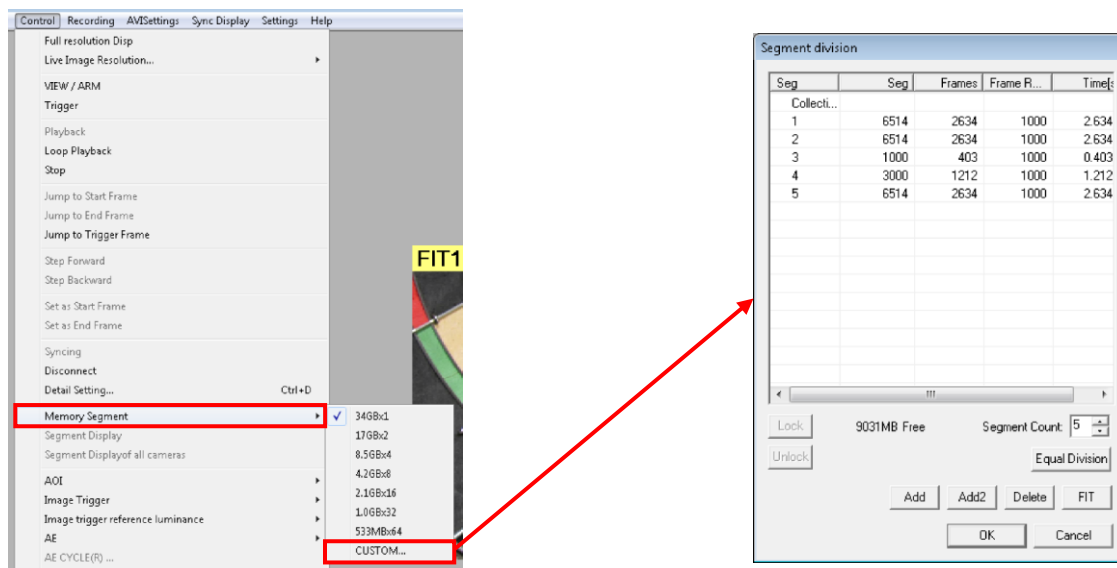 Control Recording AVISettings Sync Display Settings Help
Full resolution Disp
Live Image Resolution...
VIEW / ARM
Trigger
Playback
Loop Playback
Stop
Jump to Start Frame
Jump to End Frame
Jump to Trigger Frame
Step Forward
Step Backward
Set as Start Frame
Set as End Frame
Syncing
Disconnect
Detail Setting... Ctrl+D
Memory Segment
Segment Display
Segment Displayof all cameras
AOI
Image Trigger
Image trigger reference luminance
AE
AE CYCLE(R) ...
34GBx1
17GBx2
8.5GBx4
4.2GBx8
2.1GBx16
1.0GBx32
533MBx64
CUSTOM...
FIT1
Segment division
Seg Seg Frames Frame R... Time[s
Collecti...
1 6514 2634 1000 2.634
2 6514 2634 1000 2.634
3 1000 403 1000 0.403
4 3000 1212 1000 1.212
5 6514 2634 1000 2.634
Lock 9031MB Free Segment Count: 5
Unlock
Equal Division
Add Add2 Delete FIT
OK Cancel